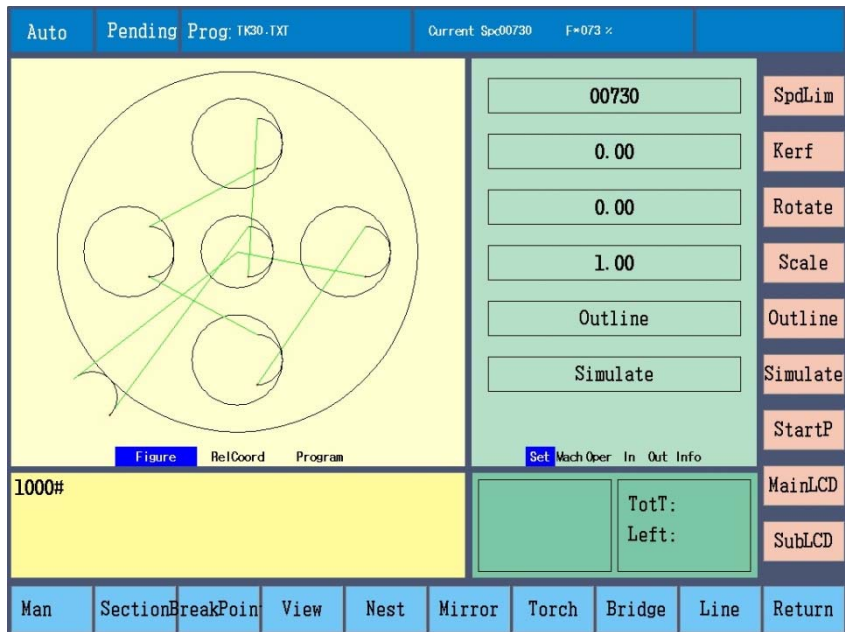 Auto Pending Prog: TK30.TXT Current Spc00730 F*073 %
00730 SpdLim
0.00 Kerf
0.00 Rotate
1.00 Scale
Outline Outline
Simulate Simulate
StartP
Figure RelCoord Program Set Mach Oper In Out Info
1000# MainLCD
TotT:
Left: SubLCD
Man Section BreakPoin View Nest Mirror Torch Bridge Line Return